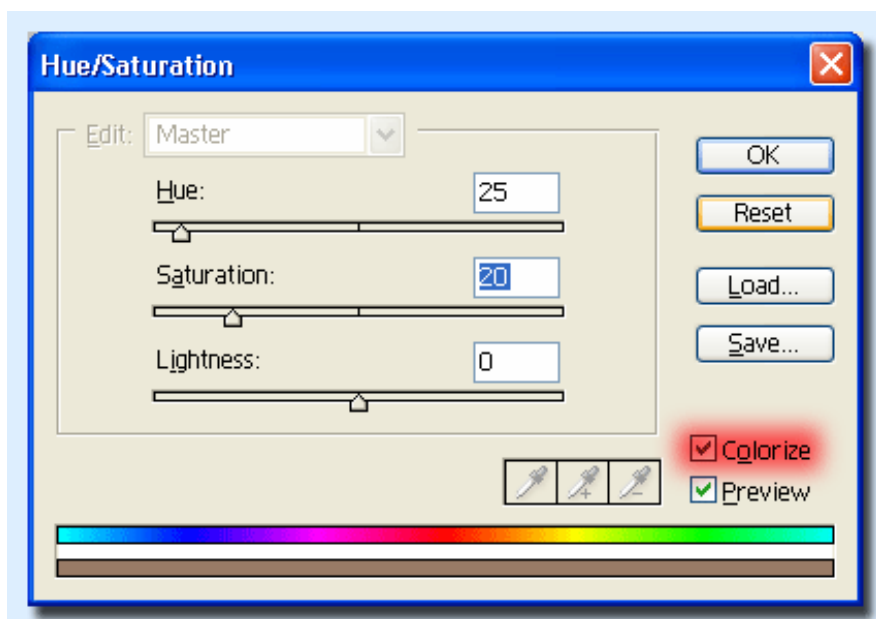 Hue/Saturation
Edit: Master
OK
Hue: 25
Reset
Saturation: 20
Load...
Lightness: 0
Save...
Colorize
Preview